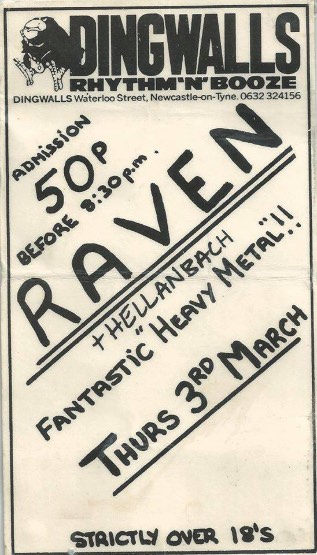 DINGWALLS
RHYTHM'N'BOOZE
DINGWALLS Waterloo Street, Newcastle-on-Tyne. 0632 324156
ADMISSION
50P
BEFORE 8:30p.m.
RAVEN
+ HELLANBACH
"FANTASTIC HEAVY METAL"!!
THURS 3RD MARCH
STRICTLY OVER 18'S